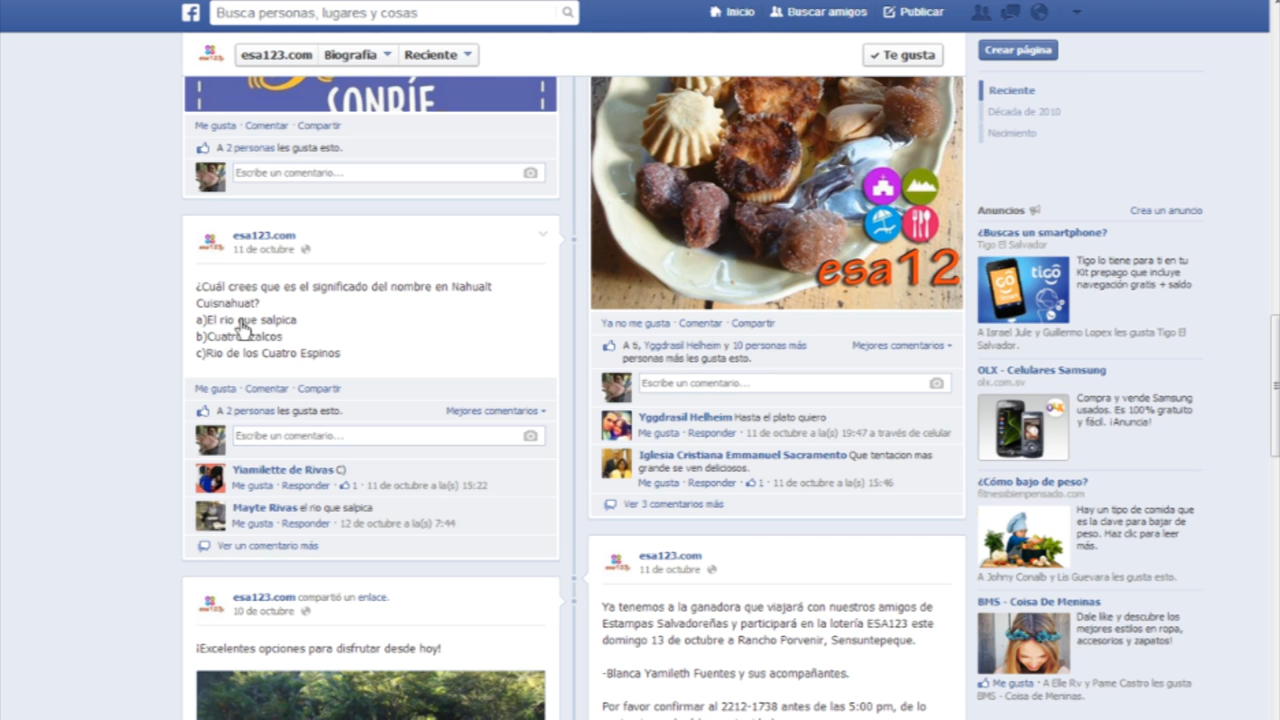 Busca personas, lugares y cosas
Inicio
Buscar amigos
Publicar
esa123.com
Biografía
Reciente
Te gusta
Crear página
Reciente
Década de 2010
Nacimiento
SONRÍE
Me gusta · Comentar · Compartir
A 2 personas les gusta esto.
Escribe un comentario...
esa123.com
11 de octubre
¿Cuál crees que es el significado del nombre en Nahualt
Cuisnahuat?
a)El rio que salpica
b)Cuatro Izalcos
c)Rio de los Cuatro Espinos
Me gusta · Comentar · Compartir
A 2 personas les gusta esto.
Mejores comentarios
Escribe un comentario...
Yiamilette de Rivas C)
Me gusta · Responder · 1 · 11 de octubre a la(s) 15:22
Mayte Rivas el rio que salpica
Me gusta · Responder · 12 de octubre a la(s) 7:44
Ver un comentario más
esa123.com compartió un enlace.
10 de octubre
¡Excelentes opciones para disfrutar desde hoy!
esa12
Ya no me gusta · Comentar · Compartir
A ti, Yggdrasil Helheim y 10 personas más
personas más les gusta esto.
Mejores comentarios
Escribe un comentario...
Yggdrasil Helheim Hasta el plato quiero
Me gusta · Responder · 11 de octubre a la(s) 19:47 a través de celular
Iglesia Cristiana Emmanuel Sacramento Que tentacion mas
grande se ven deliciosos.
Me gusta · Responder · 1 · 11 de octubre a la(s) 15:46
Ver 3 comentarios más
esa123.com
11 de octubre
Ya tenemos a la ganadora que viajará con nuestros amigos de
Estampas Salvadoreñas y participará en la lotería ESA123 este
domingo 13 de octubre a Rancho Porvenir, Sensuntepeque.
-Blanca Yamileth Fuentes y sus acompañantes.
Por favor confirmar al 2212-1738 antes de las 5:00 pm, de lo
Anuncios
Crea un anuncio
¿Buscas un smartphone?
Tigo El Salvador
tigo
Tigo lo tiene para ti en tu
Kit prepago que incluye
navegación gratis + saldo
A Israel Jule y Guillermo Lopex les gusta Tigo El
Salvador.
OLX - Celulares Samsung
olx.com.sv
Compra y vende Samsung
usados. Es 100% gratuito
y fácil. ¡Anuncia!
¿Cómo bajo de peso?
fitnessbienpensado.com
Hay un tipo de comida que
es la clave para bajar de
peso. Haz clic para leer
más.
A Johny Conalb y Lis Guevara les gusta esto.
BMS - Coisa De Meninas
Dale like y descubre los
mejores estilos en ropa,
accesorios y zapatos!
Me gusta · A Elle Rv y Pame Castro les gusta
BMS - Coisa de Meninas.